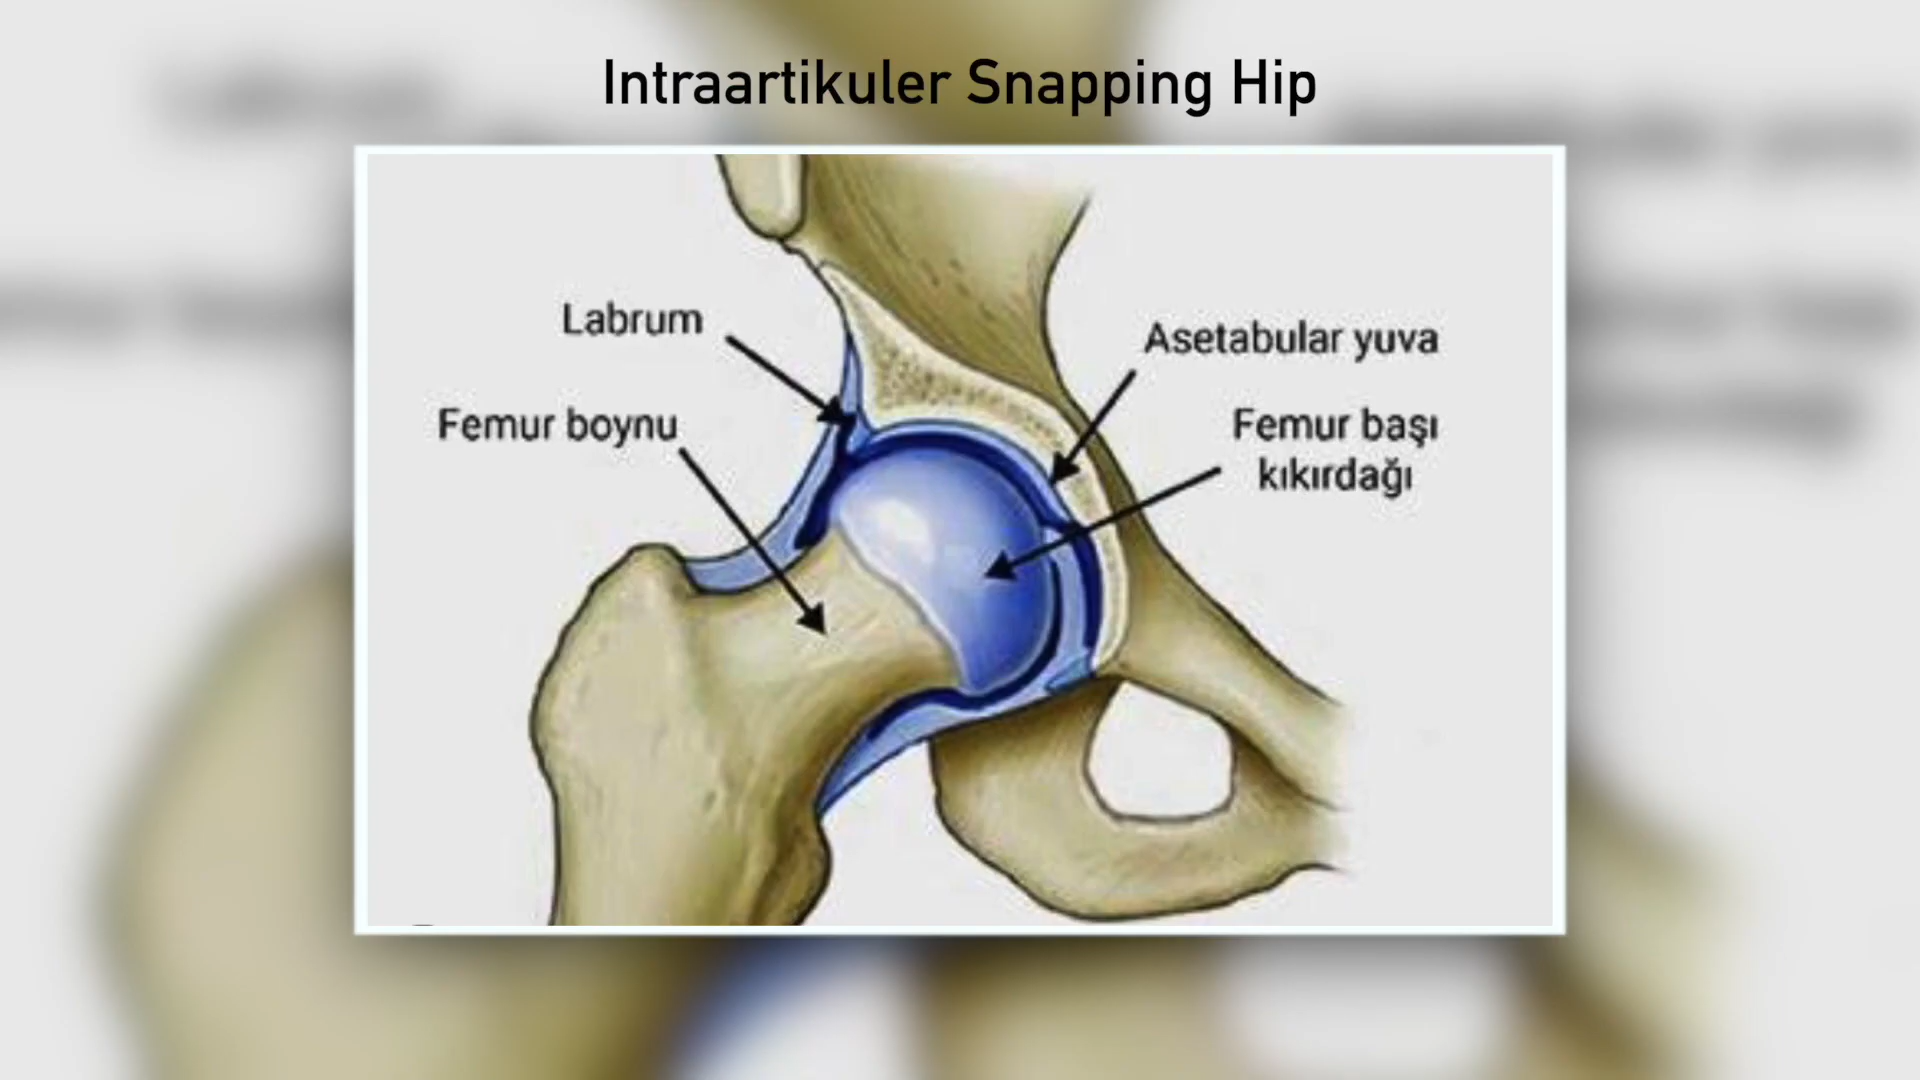 Intraartikuler Snapping Hip
Labrum
Asetabular yuva
Femur boynu
Femur başı
kıkırdağı